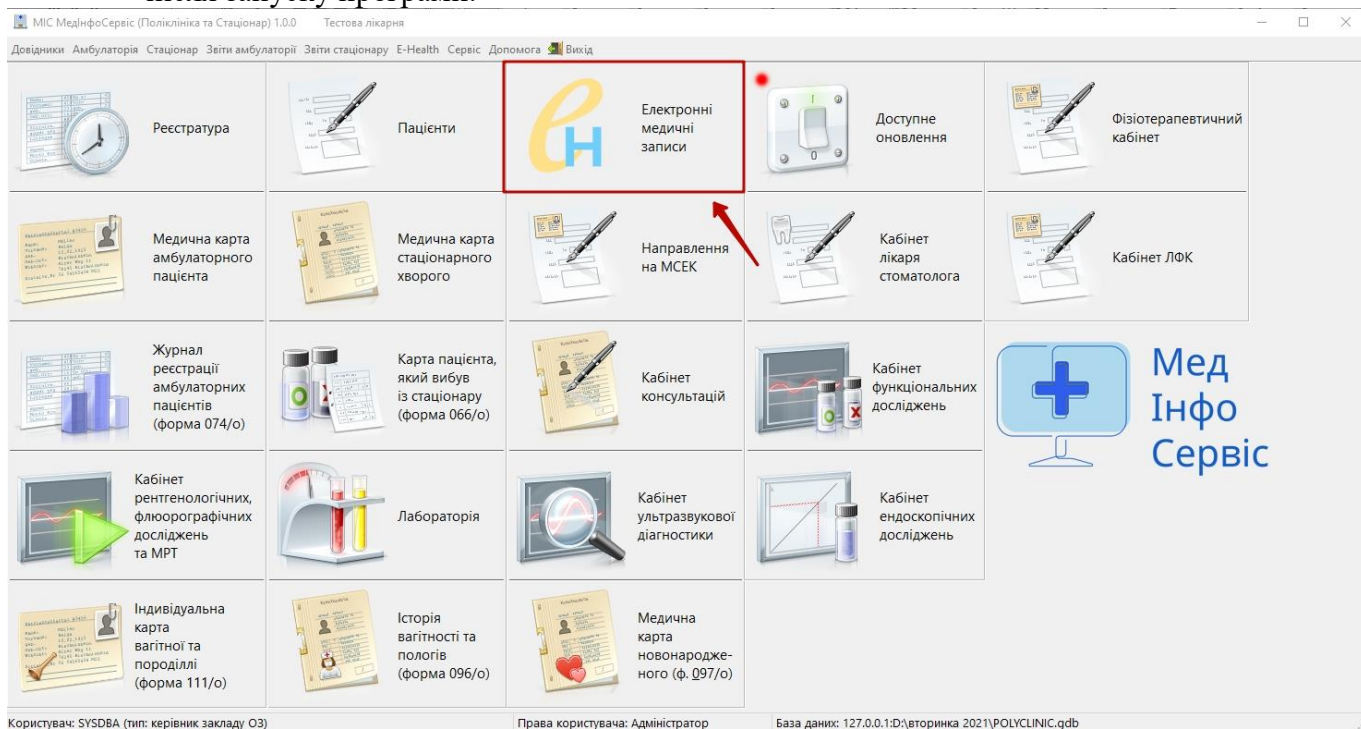 МІС МедІнфоСервіс (Поліклініка та Стаціонар) 1.0.0 Тестова лікарня
Довідники Амбулаторія Стаціонар Звіти амбулаторії Звіти стаціонару E-Health Сервіс Допомога Вихід
Реєстратура
Пацієнти
Електронні
медичні
записи
Доступне
оновлення
Фізіотерапевтичний
кабінет
Медична карта
амбулаторного
пацієнта
Медична карта
стаціонарного
хворого
Направлення
на МСЕК
Кабінет
лікаря
стоматолога
Кабінет ЛФК
Журнал
реєстрації
амбулаторних
пацієнтів
(форма 074/о)
Карта пацієнта,
який вибув
із стаціонару
(форма 066/о)
Кабінет
консультацій
Кабінет
функціональних
досліджень
Мед
Інфо
Сервіс
Кабінет
рентгенологічних,
флюорографічних
досліджень
та МРТ
Лабораторія
Кабінет
ультразвукової
діагностики
Кабінет
ендоскопічних
досліджень
Індивідуальна
карта
вагітної та
породіллі
(форма 111/о)
Історія
вагітності та
пологів
(форма 096/о)
Медична
карта
новонародже-
ного (ф. 097/о)
Користувач: SYSDBA (тип: керівник закладу ОЗ) Права користувача: Адміністратор База даних: 127.0.0.1:D:\вторинка 2021\POLYCLINIC.gdb